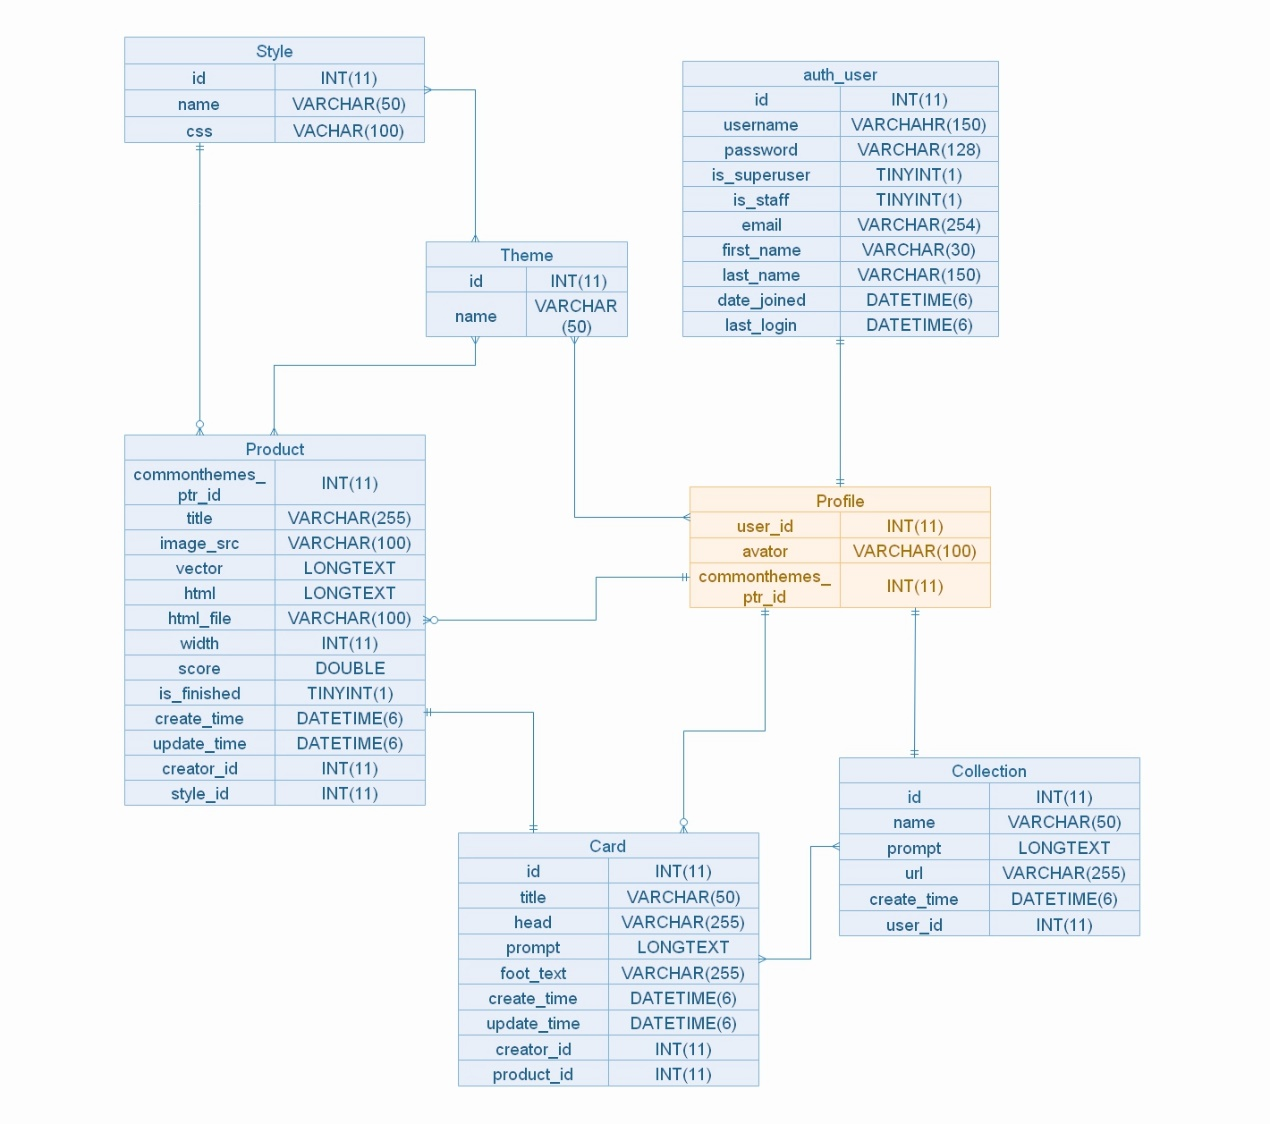 Style
id INT(11)
name VARCHAR(50)
css VACHAR(100)
auth_user
id INT(11)
username VARCHAHR(150)
password VARCHAR(128)
is_superuser TINYINT(1)
is_staff TINYINT(1)
email VARCHAR(254)
first_name VARCHAR(30)
last_name VARCHAR(150)
date_joined DATETIME(6)
last_login DATETIME(6)
Theme
id INT(11)
name VARCHAR
(50)
Product
commonthemes_
ptr_id INT(11)
title VARCHAR(255)
image_src VARCHAR(100)
vector LONGTEXT
html LONGTEXT
html_file VARCHAR(100)
width INT(11)
score DOUBLE
is_finished TINYINT(1)
create_time DATETIME(6)
update_time DATETIME(6)
creator_id INT(11)
style_id INT(11)
Profile
user_id INT(11)
avator VARCHAR(100)
commonthemes_
ptr_id INT(11)
Collection
id INT(11)
name VARCHAR(50)
prompt LONGTEXT
url VARCHAR(255)
create_time DATETIME(6)
user_id INT(11)
Card
id INT(11)
title VARCHAR(50)
head VARCHAR(255)
prompt LONGTEXT
foot_text VARCHAR(255)
create_time DATETIME(6)
update_time DATETIME(6)
creator_id INT(11)
product_id INT(11)